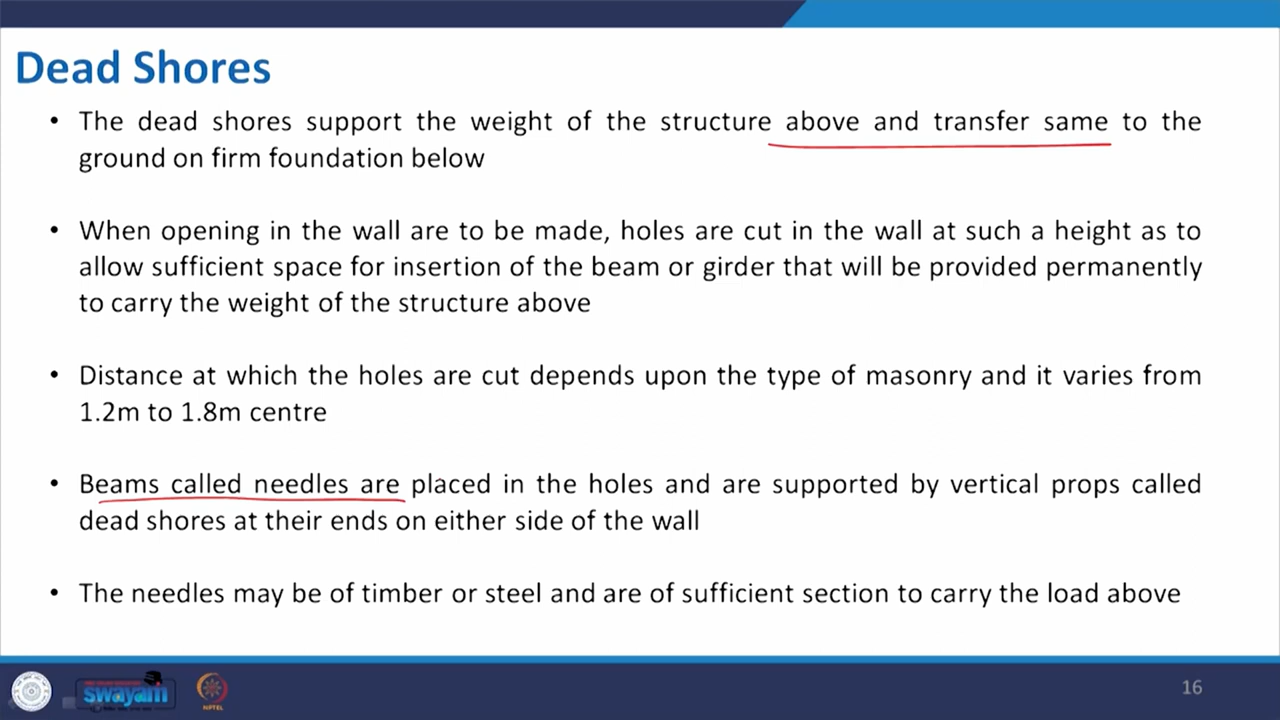 Dead Shores
• The dead shores support the weight of the structure above and transfer same to the
ground on firm foundation below
• When opening in the wall are to be made, holes are cut in the wall at such a height as to
allow sufficient space for insertion of the beam or girder that will be provided permanently
to carry the weight of the structure above
• Distance at which the holes are cut depends upon the type of masonry and it varies from
1.2m to 1.8m centre
• Beams called needles are placed in the holes and are supported by vertical props called
dead shores at their ends on either side of the wall
• The needles may be of timber or steel and are of sufficient section to carry the load above
swayam
NPTEL
16